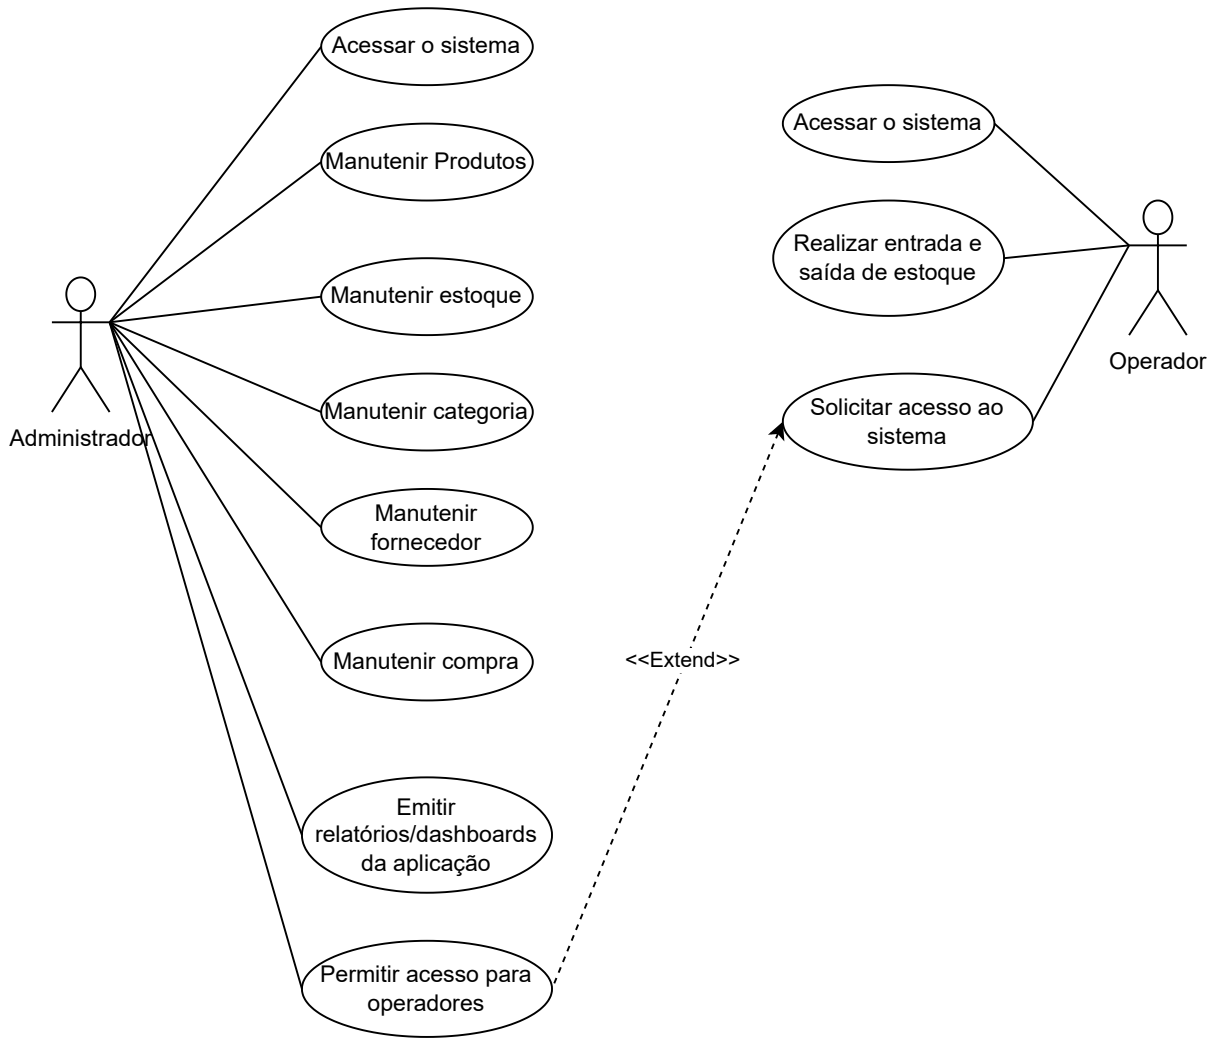 Acessar o sistema
Manutenir Produtos
Manutenir estoque
Manutenir categoria
Manutenir
fornecedor
Manutenir compra
Emitir
relatórios/dashboards
da aplicação
Permitir acesso para
operadores
Administrador
<<Extend>>
Acessar o sistema
Realizar entrada e
saída de estoque
Solicitar acesso ao
sistema
Operador